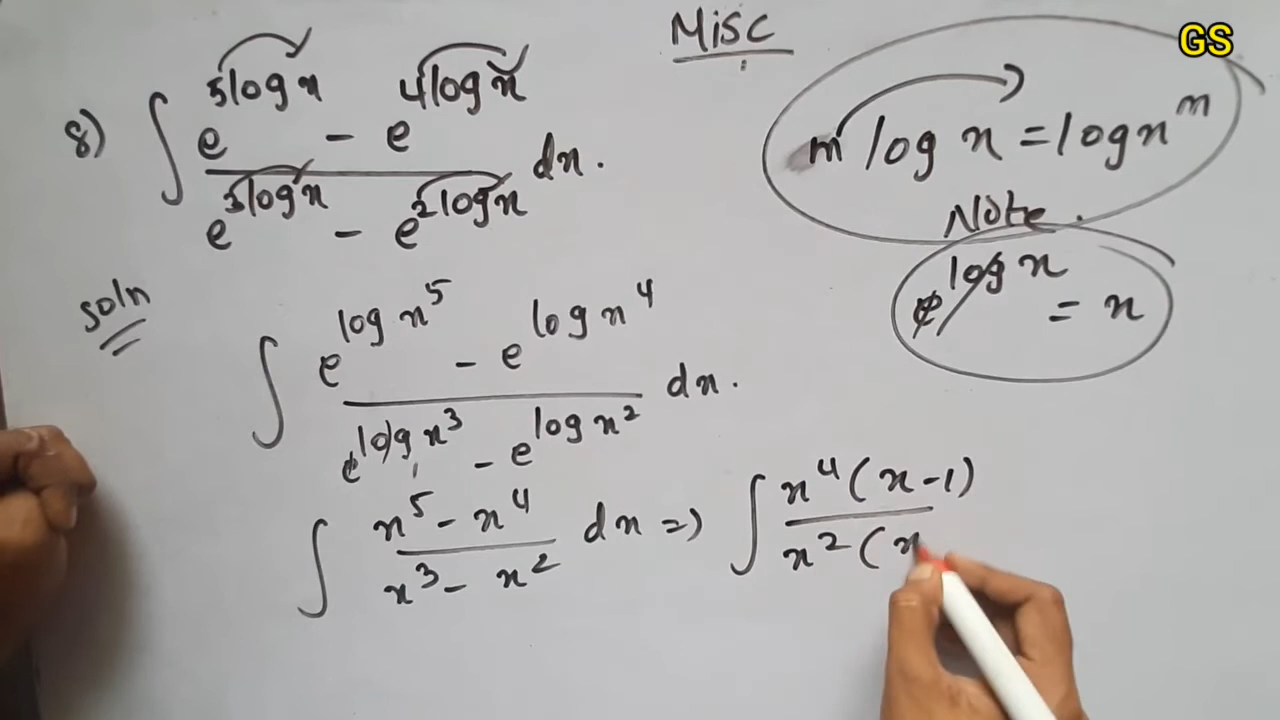 Misc
GS
8) ∫ (e^{5log x} - e^{4log x}) / (e^{3log x} - e^{2log x}) dx.
m log x = log x^m
Note.
e^{log x} = x
soln
∫ (e^{log x^5} - e^{log x^4}) / (e^{log x^3} - e^{log x^2}) dx.
∫ (x^5 - x^4) / (x^3 - x^2) dx => ∫ x^4 (x-1) / x^2 (x